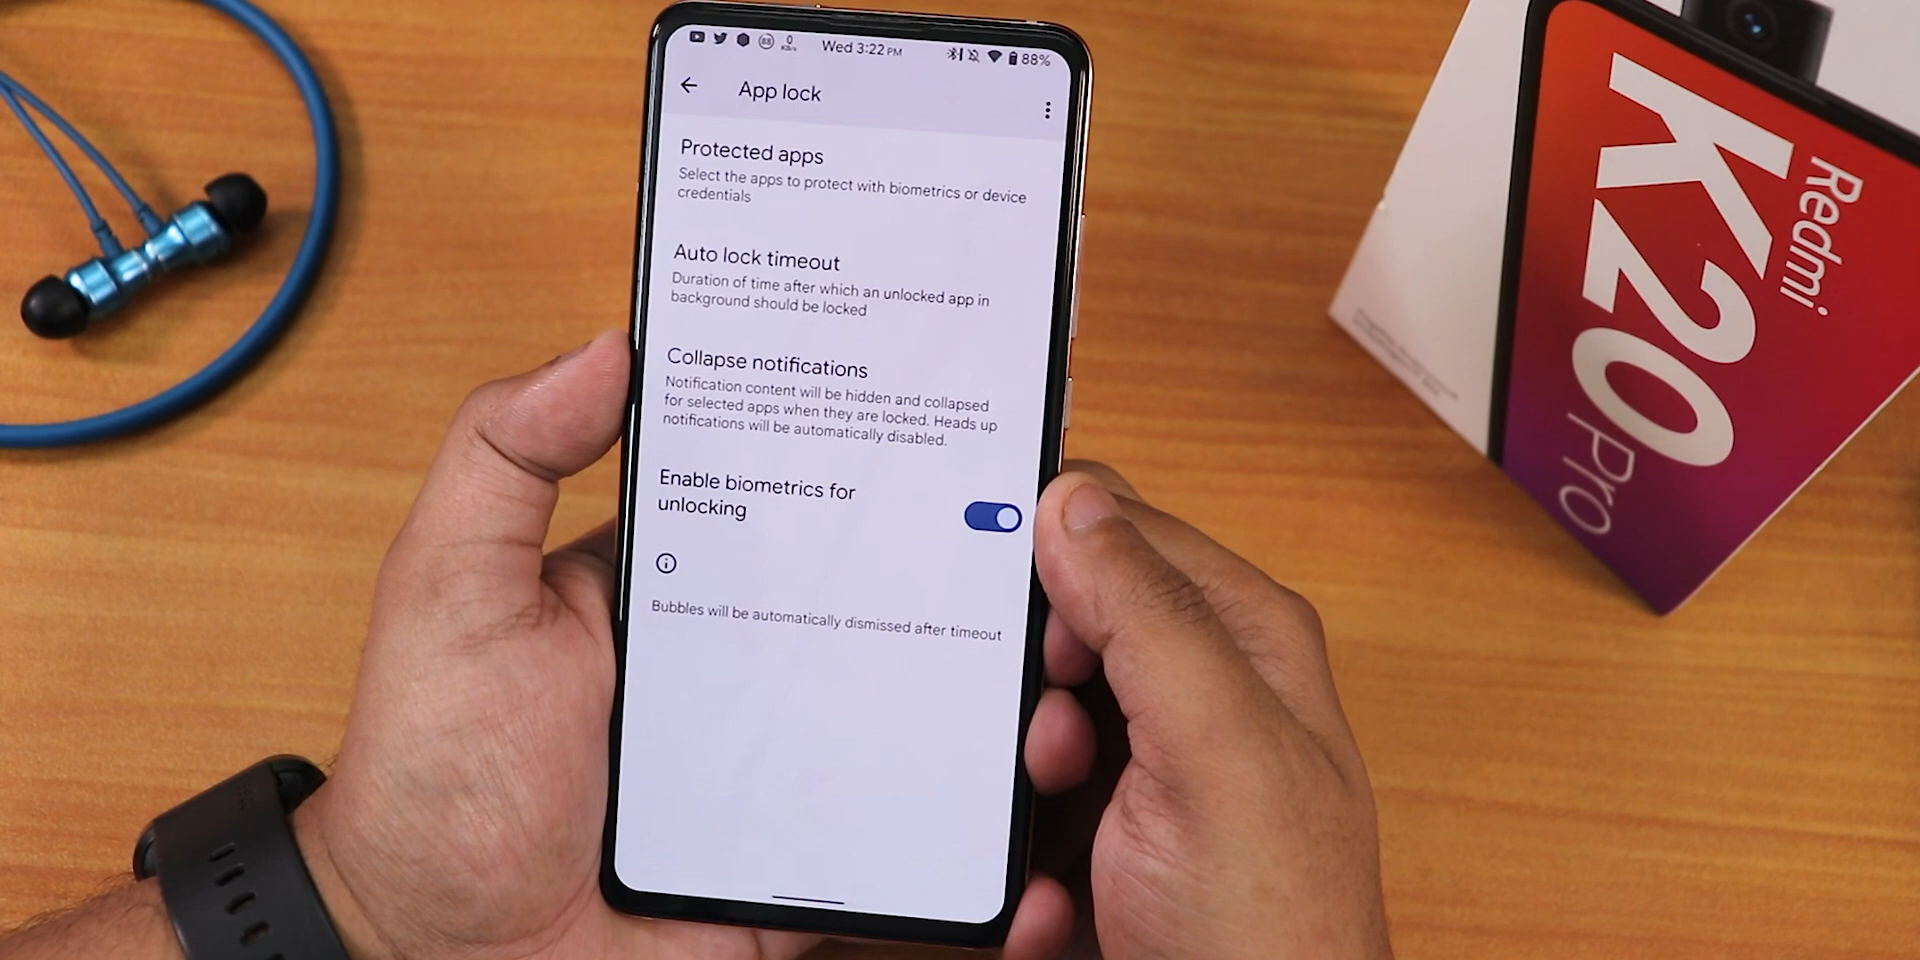 Wed 3:22 PM
88%
App lock
Protected apps
Select the apps to protect with biometrics or device
credentials
Auto lock timeout
Duration of time after which an unlocked app in
background should be locked
Collapse notifications
Notification content will be hidden and collapsed
for selected apps when they are locked. Heads up
notifications will be automatically disabled.
Enable biometrics for
unlocking
Bubbles will be automatically dismissed after timeout
Redmi
K20 Pro